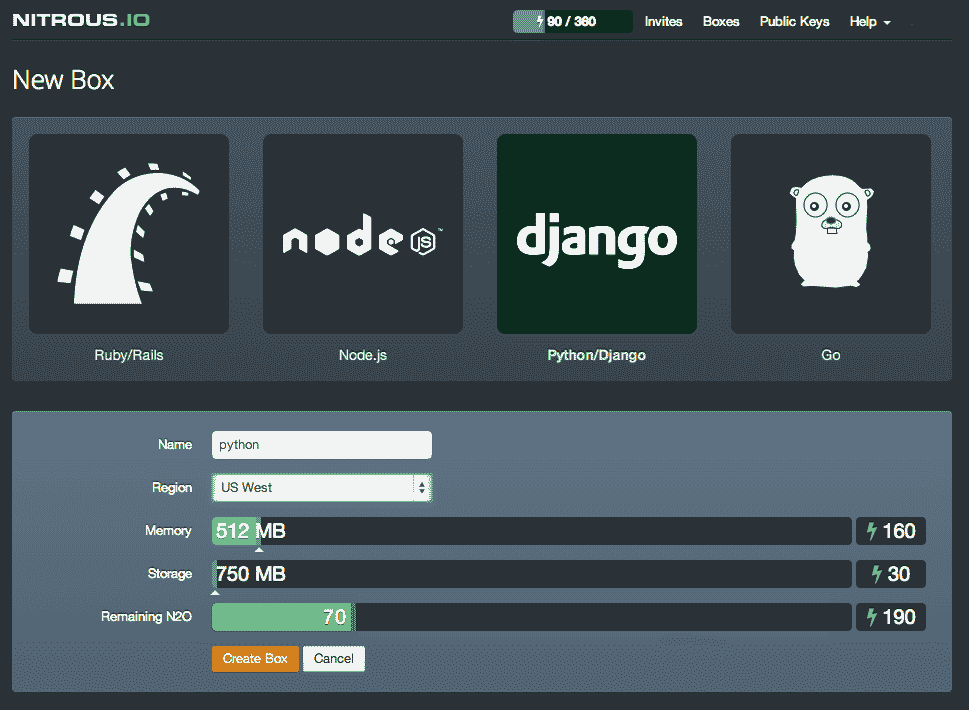 NITROUS.IO
90 / 360 Invites Boxes Public Keys Help
New Box
node JS ™
django
Ruby/Rails Node.js Python/Django Go
Name python
Region US West
Memory 512 MB 160
Storage 750 MB 30
Remaining N2O 70 190
Create Box Cancel